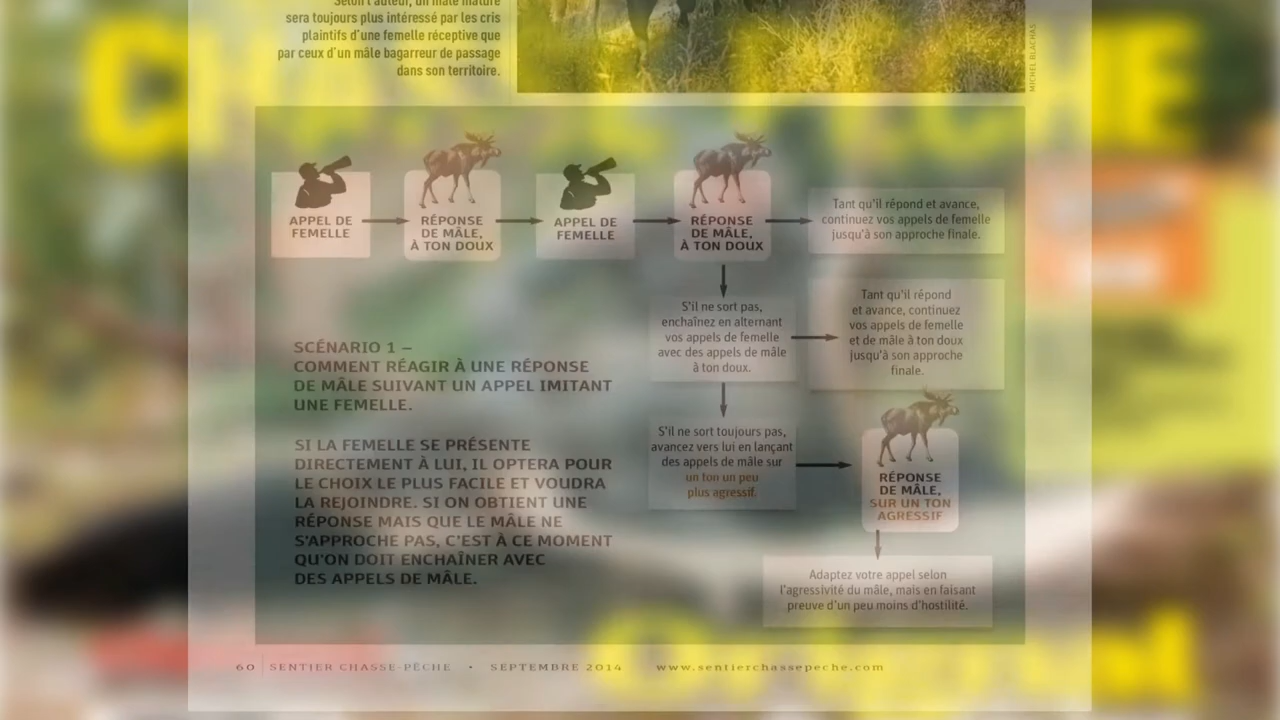 Selon l'auteur, un mâle mature
sera toujours plus intéressé par les cris
plaintifs d'une femelle réceptive que
par ceux d'un mâle bagarreur de passage
dans son territoire.
MICHEL BLACHAS
APPEL DE
FEMELLE
RÉPONSE
DE MÂLE,
À TON DOUX
APPEL DE
FEMELLE
RÉPONSE
DE MÂLE,
À TON DOUX
Tant qu'il répond et avance,
continuez vos appels de femelle
jusqu'à son approche finale.
S'il ne sort pas,
enchaînez en alternant
vos appels de femelle
avec des appels de mâle
à ton doux.
Tant qu'il répond
et avance, continuez
vos appels de femelle
et de mâle à ton doux
jusqu'à son approche
finale.
SCÉNARIO 1 –
COMMENT RÉAGIR À UNE RÉPONSE
DE MÂLE SUIVANT UN APPEL IMITANT
UNE FEMELLE.
SI LA FEMELLE SE PRÉSENTE
DIRECTEMENT À LUI, IL OPTERA POUR
LE CHOIX LE PLUS FACILE ET VOUDRA
LA REJOINDRE. SI ON OBTIENT UNE
RÉPONSE MAIS QUE LE MÂLE NE
S'APPROCHE PAS, C'EST À CE MOMENT
QU'ON DOIT ENCHAÎNER AVEC
DES APPELS DE MÂLE.
S'il ne sort toujours pas,
avancez vers lui en lançant
des appels de mâle sur
un ton un peu
plus agressif.
RÉPONSE
DE MÂLE,
SUR UN TON
AGRESSIF
Adaptez votre appel selon
l'agressivité du mâle, mais en faisant
preuve d'un peu moins d'hostilité.
60 | SENTIER CHASSE-PÊCHE • SEPTEMBRE 2014 www.sentierchassepeche.com